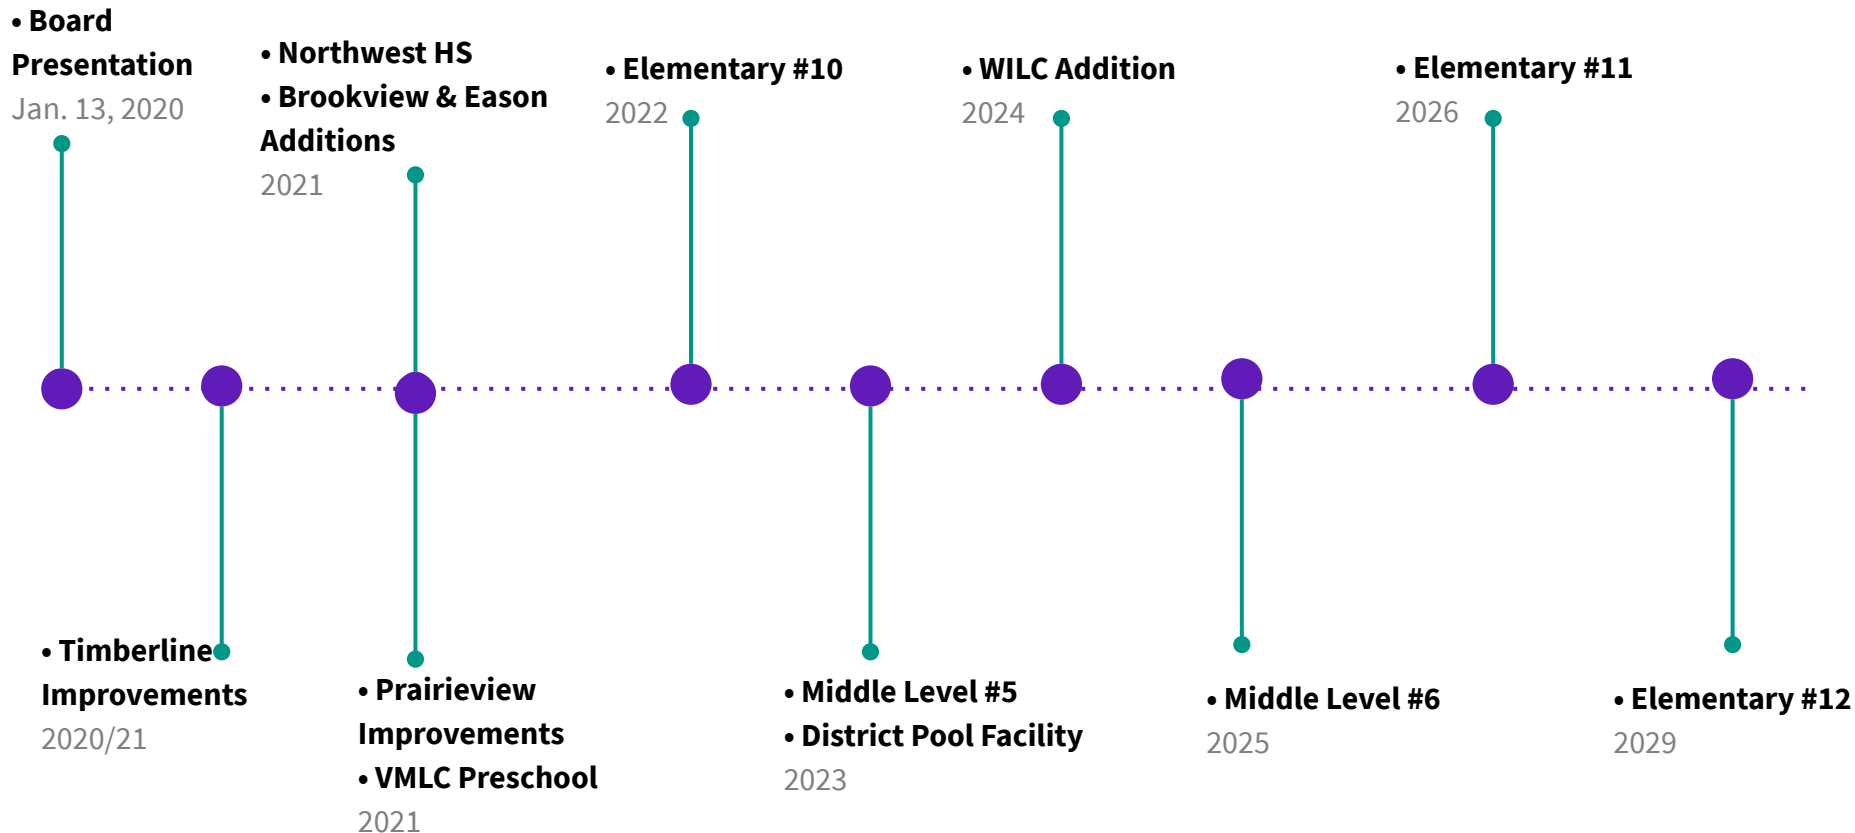 • Board
Presentation
Jan. 13, 2020
• Northwest HS
• Brookview & Eason
Additions
2021
• Elementary #10
2022
• WILC Addition
2024
• Elementary #11
2026
• Timberline
Improvements
2020/21
• Prairieview
Improvements
• VMLC Preschool
2021
• Middle Level #5
• District Pool Facility
2023
• Middle Level #6
2025
• Elementary #12
2029